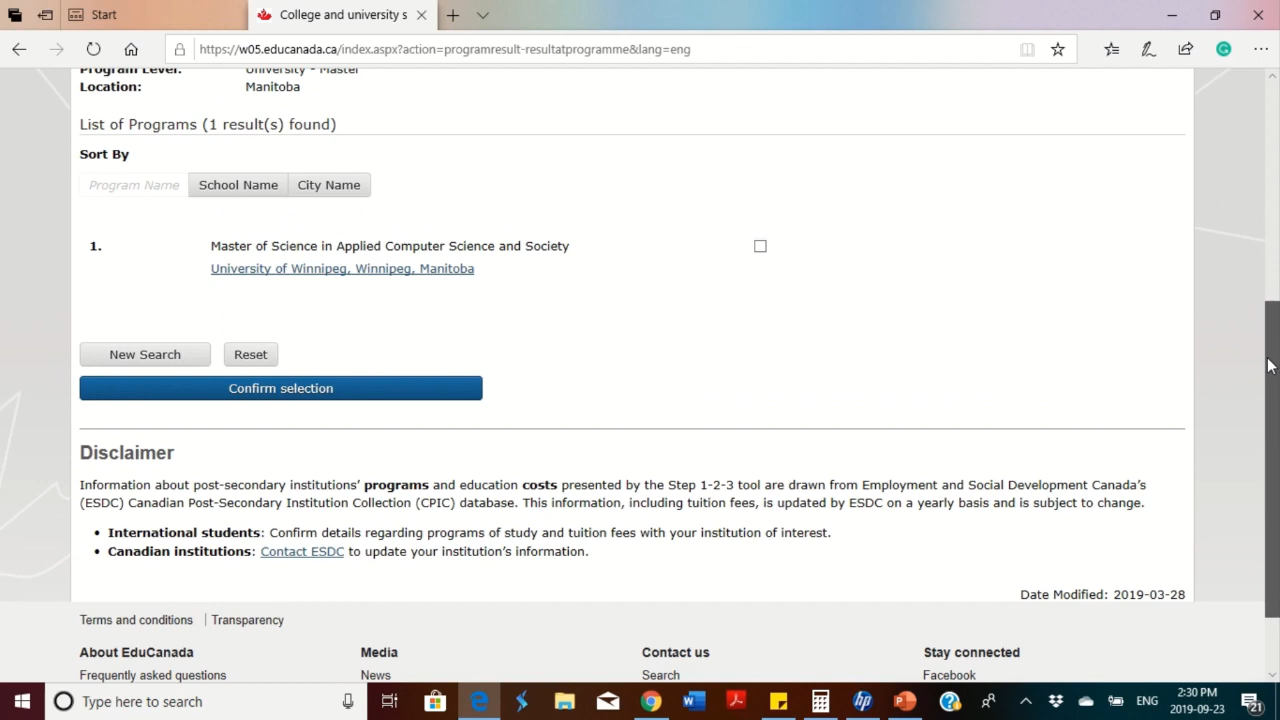 Start
College and university s
https://w05.educanada.ca/index.aspx?action=programresult-resultatprogramme&lang=eng
Program Level: University - Master
Location: Manitoba
List of Programs (1 result(s) found)
Sort By
Program Name School Name City Name
1. Master of Science in Applied Computer Science and Society
University of Winnipeg, Winnipeg, Manitoba
New Search Reset
Confirm selection
Disclaimer
Information about post-secondary institutions’ programs and education costs presented by the Step 1-2-3 tool are drawn from Employment and Social Development Canada’s
(ESDC) Canadian Post-Secondary Institution Collection (CPIC) database. This information, including tuition fees, is updated by ESDC on a yearly basis and is subject to change.
• International students: Confirm details regarding programs of study and tuition fees with your institution of interest.
• Canadian institutions: Contact ESDC to update your institution’s information.
Date Modified: 2019-03-28
Terms and conditions | Transparency
About EduCanada Media Contact us Stay connected
Frequently asked questions News Search Facebook
Type here to search
ENG
2:30 PM
2019-09-23
21